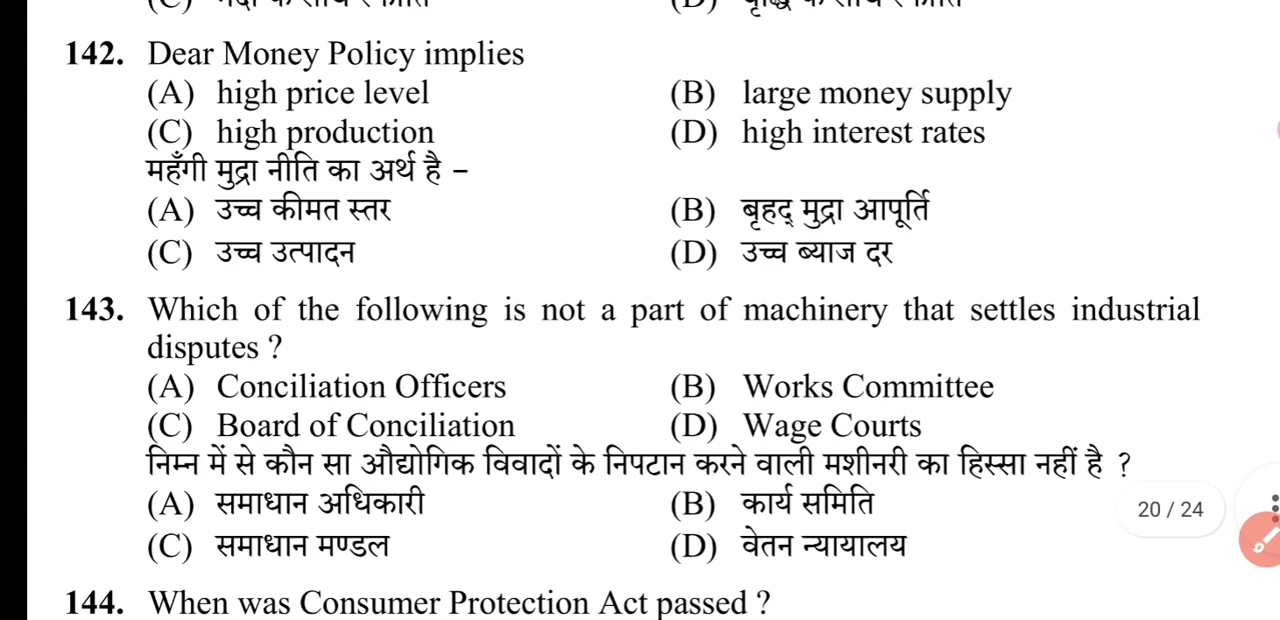 142. Dear Money Policy implies
(A) high price level (B) large money supply
(C) high production (D) high interest rates
महँगी मुद्रा नीति का अर्थ है –
(A) उच्च कीमत स्तर (B) बृहद् मुद्रा आपूर्ति
(C) उच्च उत्पादन (D) उच्च ब्याज दर
143. Which of the following is not a part of machinery that settles industrial
disputes ?
(A) Conciliation Officers (B) Works Committee
(C) Board of Conciliation (D) Wage Courts
निम्न में से कौन सा औद्योगिक विवादों के निपटान करने वाली मशीनरी का हिस्सा नहीं है ?
(A) समाधान अधिकारी (B) कार्य समिति
20 / 24
(C) समाधान मण्डल (D) वेतन न्यायालय
144. When was Consumer Protection Act passed ?